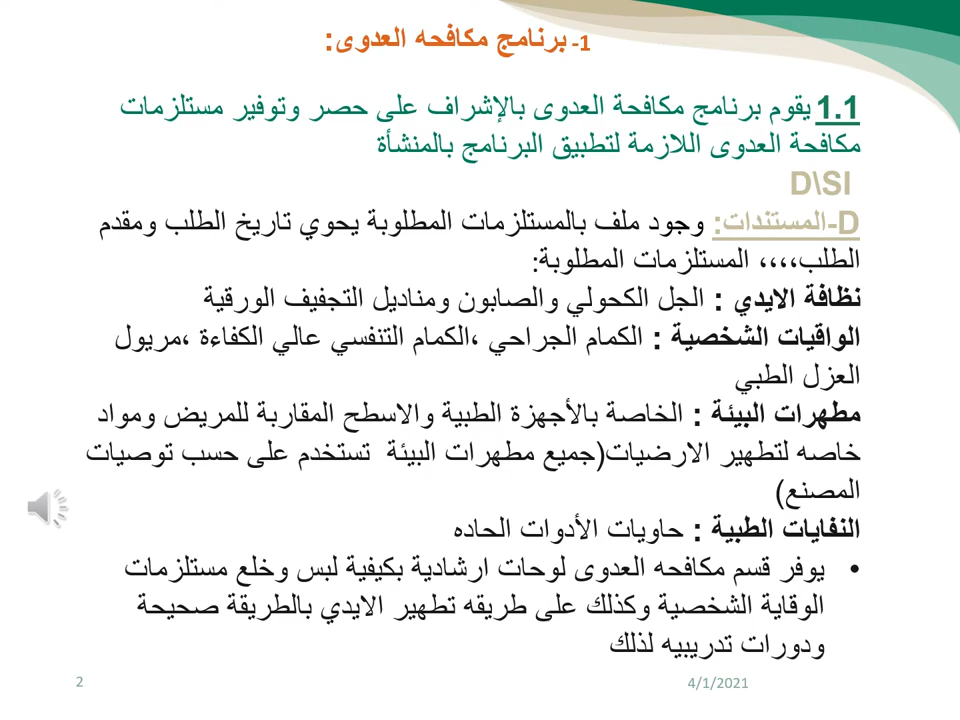 1- برنامج مكافحه العدوى:
1.1 يقوم برنامج مكافحة العدوى بالإشراف على حصر وتوفير مستلزمات
مكافحة العدوى اللازمة لتطبيق البرنامج بالمنشأة
D\SI
D-المستندات: وجود ملف بالمستلزمات المطلوبة يحوي تاريخ الطلب ومقدم
الطلب،،،، المستلزمات المطلوبة:
نظافة الايدي : الجل الكحولي والصابون ومناديل التجفيف الورقية
الواقيات الشخصية : الكمام الجراحي ،الكمام التنفسي عالي الكفاءة ،مريول
العزل الطبي
مطهرات البيئة : الخاصة بالأجهزة الطبية والاسطح المقاربة للمريض ومواد
خاصه لتطهير الارضيات(جميع مطهرات البيئة تستخدم على حسب توصيات
المصنع)
النفايات الطبية : حاويات الأدوات الحاده
• يوفر قسم مكافحه العدوى لوحات ارشادية بكيفية لبس وخلع مستلزمات
الوقاية الشخصية وكذلك على طريقه تطهير الايدي بالطريقة صحيحة
ودورات تدريبيه لذلك
2
4/1/2021